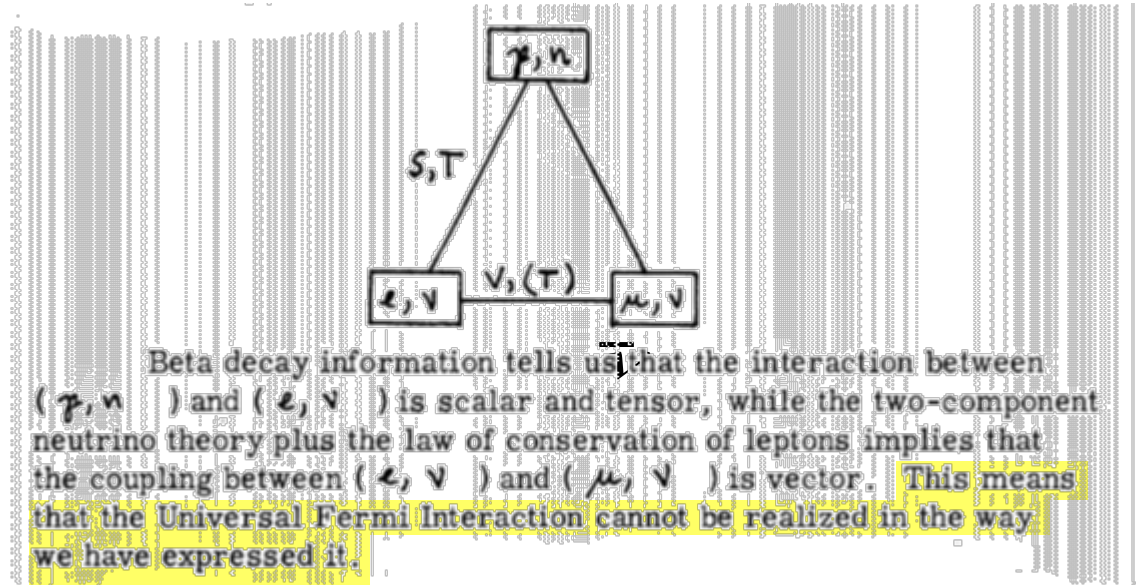 p, n
S,T
V, (T)
e, ν
μ, ν
Beta decay information tells us that the interaction between
( p, n ) and ( e, ν ) is scalar and tensor, while the two-component
neutrino theory plus the law of conservation of leptons implies that
the coupling between ( e, ν ) and ( μ, ν ) is vector. This means
that the Universal Fermi Interaction cannot be realized in the way
we have expressed it.